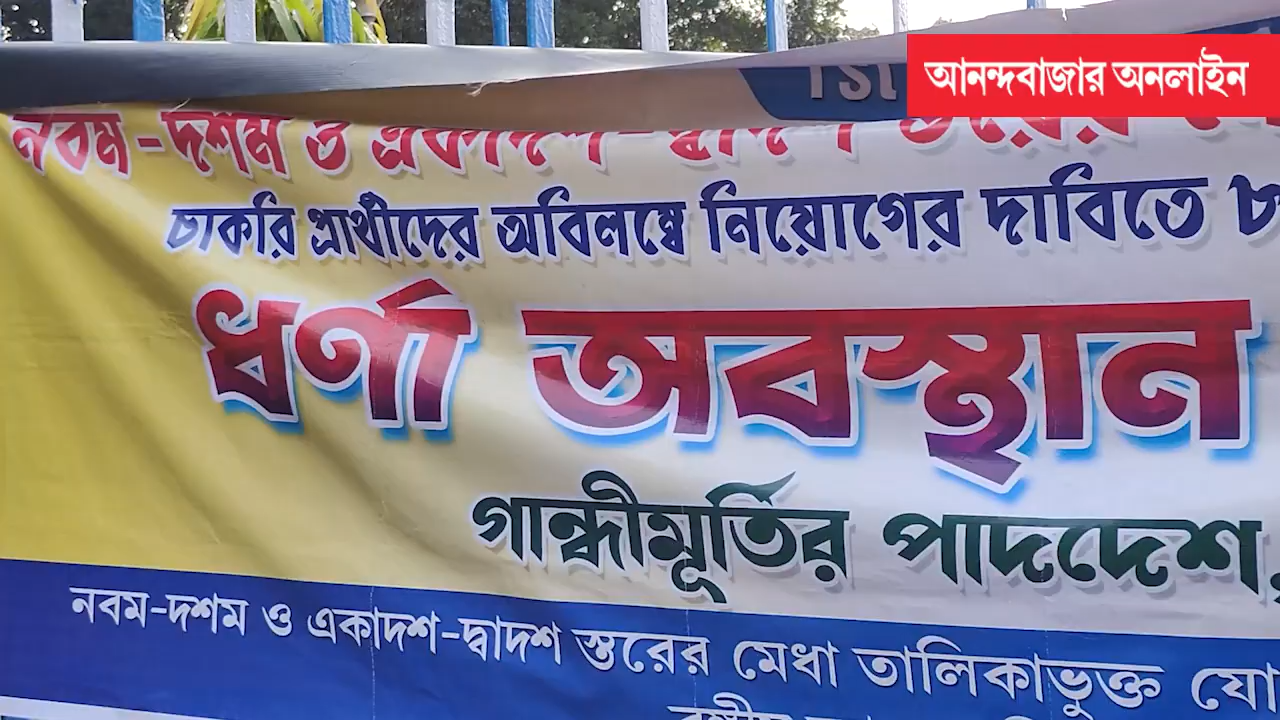 আনন্দবাজার অনলাইন
নবম-দশম ও একাদশ-দ্বাদশ স্তরের
চাকরি প্রার্থীদের অবিলম্বে নিয়োগের দাবিতে
ধর্ণা অবস্থান
গান্ধীমূর্তির পাদদেশ,
নবম-দশম ও একাদশ-দ্বাদশ স্তরের মেধা তালিকাভুক্ত